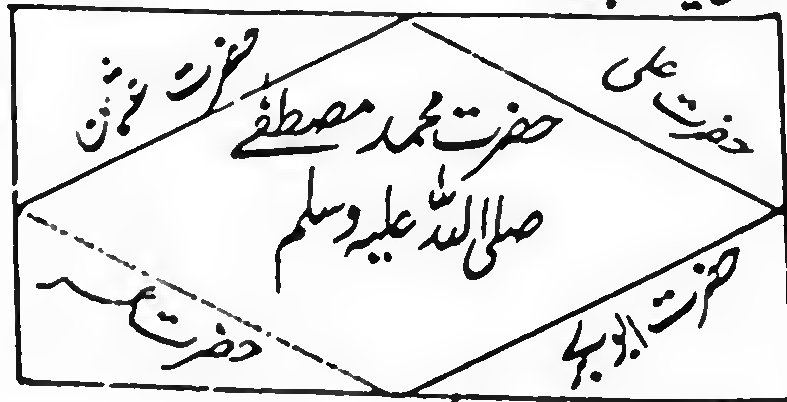 حضرت علی
حضرت عثمان
حضرت محمد مصطفے
صلی اللہ علیہ وسلم
حضرت ابوبکر
حضرت عمر